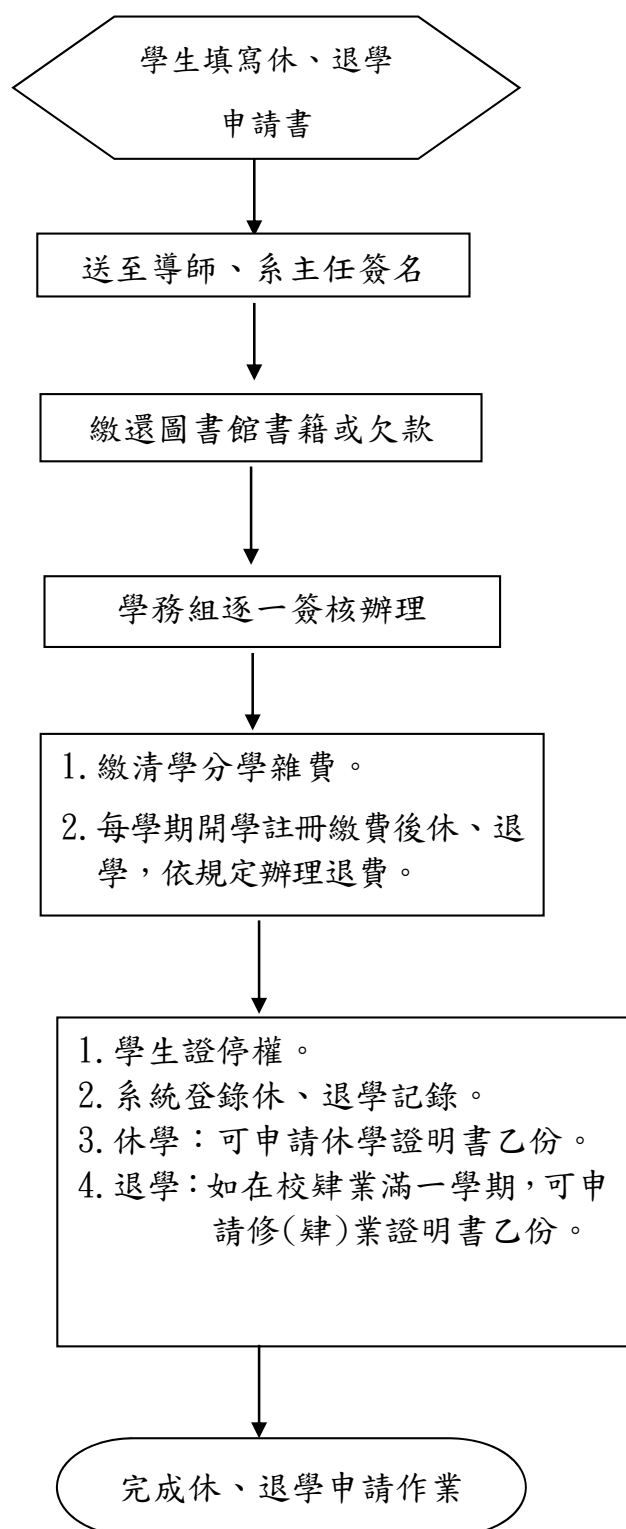 學生填寫休、退學
申請書
送至導師、系主任簽名
繳還圖書館書籍或欠款
學務組逐一簽核辦理
1.繳清學分學雜費。
2.每學期開學註冊繳費後休、退
學,依規定辦理退費。
1.學生證停權。
2.系統登錄休、退學記錄。
3.休學:可申請休學證明書乙份。
4.退學:如在校肄業滿一學期,可申
請修(肄)業證明書乙份。
完成休、退學申請作業